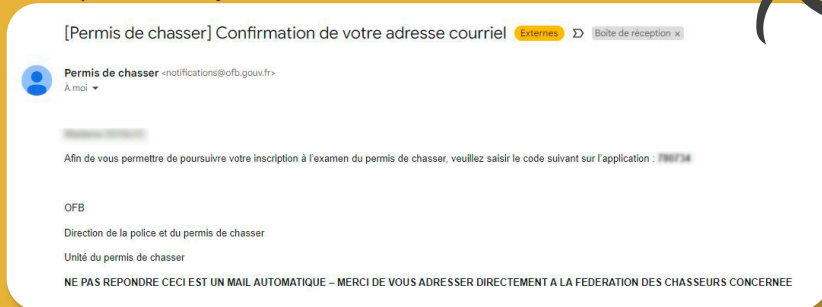 [Permis de chasser] Confirmation de votre adresse courriel Externes Boîte de réception ×
Permis de chasser <notifications@ofb.gouv.fr>
À moi
Afin de vous permettre de poursuivre votre inscription à l'examen du permis de chasser, veuillez saisir le code suivant sur l'application :
OFB
Direction de la police et du permis de chasser
Unité du permis de chasser
NE PAS REPONDRE CECI EST UN MAIL AUTOMATIQUE – MERCI DE VOUS ADRESSER DIRECTEMENT A LA FEDERATION DES CHASSEURS CONCERNEE